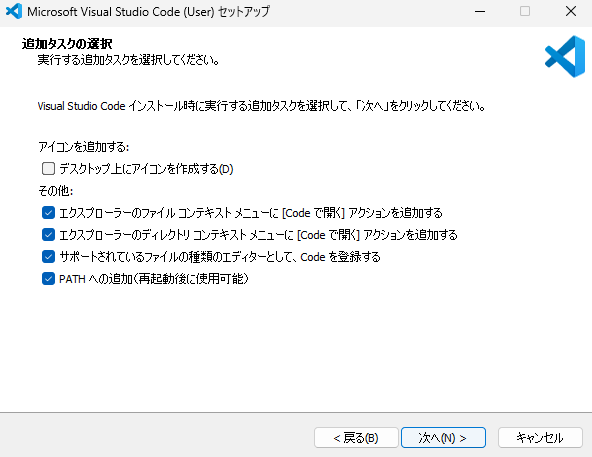 Microsoft Visual Studio Code (User) セットアップ
追加タスクの選択
実行する追加タスクを選択してください。
Visual Studio Code インストール時に実行する追加タスクを選択して、「次へ」をクリックしてください。
アイコンを追加する:
デスクトップ上にアイコンを作成する(D)
その他:
エクスプローラーのファイル コンテキスト メニューに [Code で開く] アクションを追加する
エクスプローラーのディレクトリ コンテキスト メニューに [Code で開く] アクションを追加する
サポートされているファイルの種類のエディターとして、Code を登録する
PATH への追加（再起動後に使用可能）
< 戻る(B) 次へ(N) > キャンセル